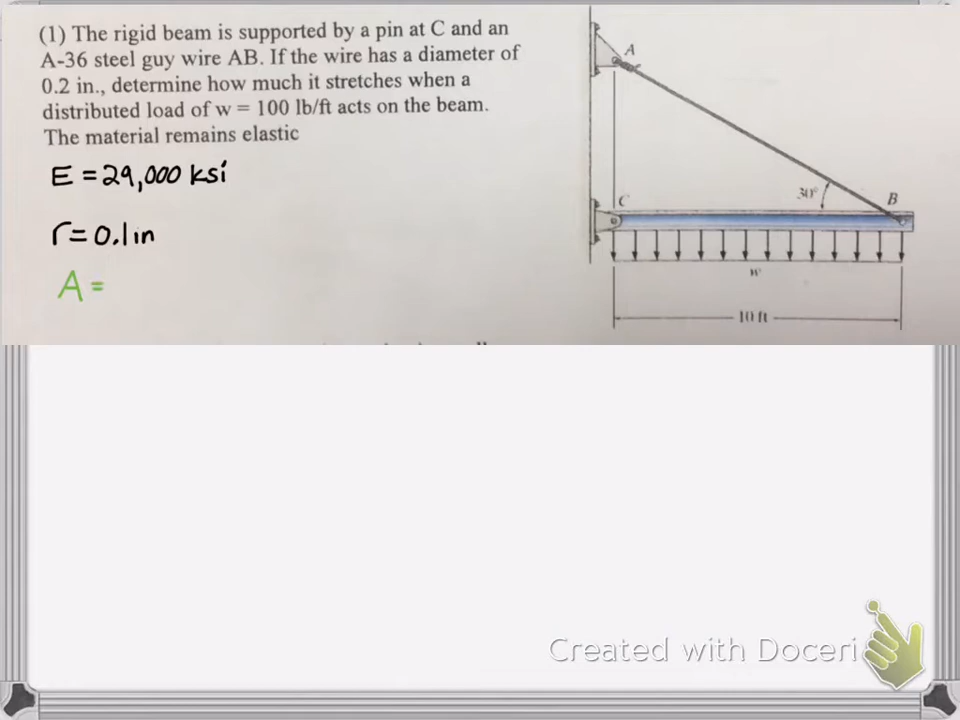 (1) The rigid beam is supported by a pin at C and an
A-36 steel guy wire AB. If the wire has a diameter of
0.2 in., determine how much it stretches when a
distributed load of w = 100 lb/ft acts on the beam.
The material remains elastic
E = 29,000 ksi
r = 0.1 in
A =
A
30°
B
C
w
10 ft
Created with Doceri